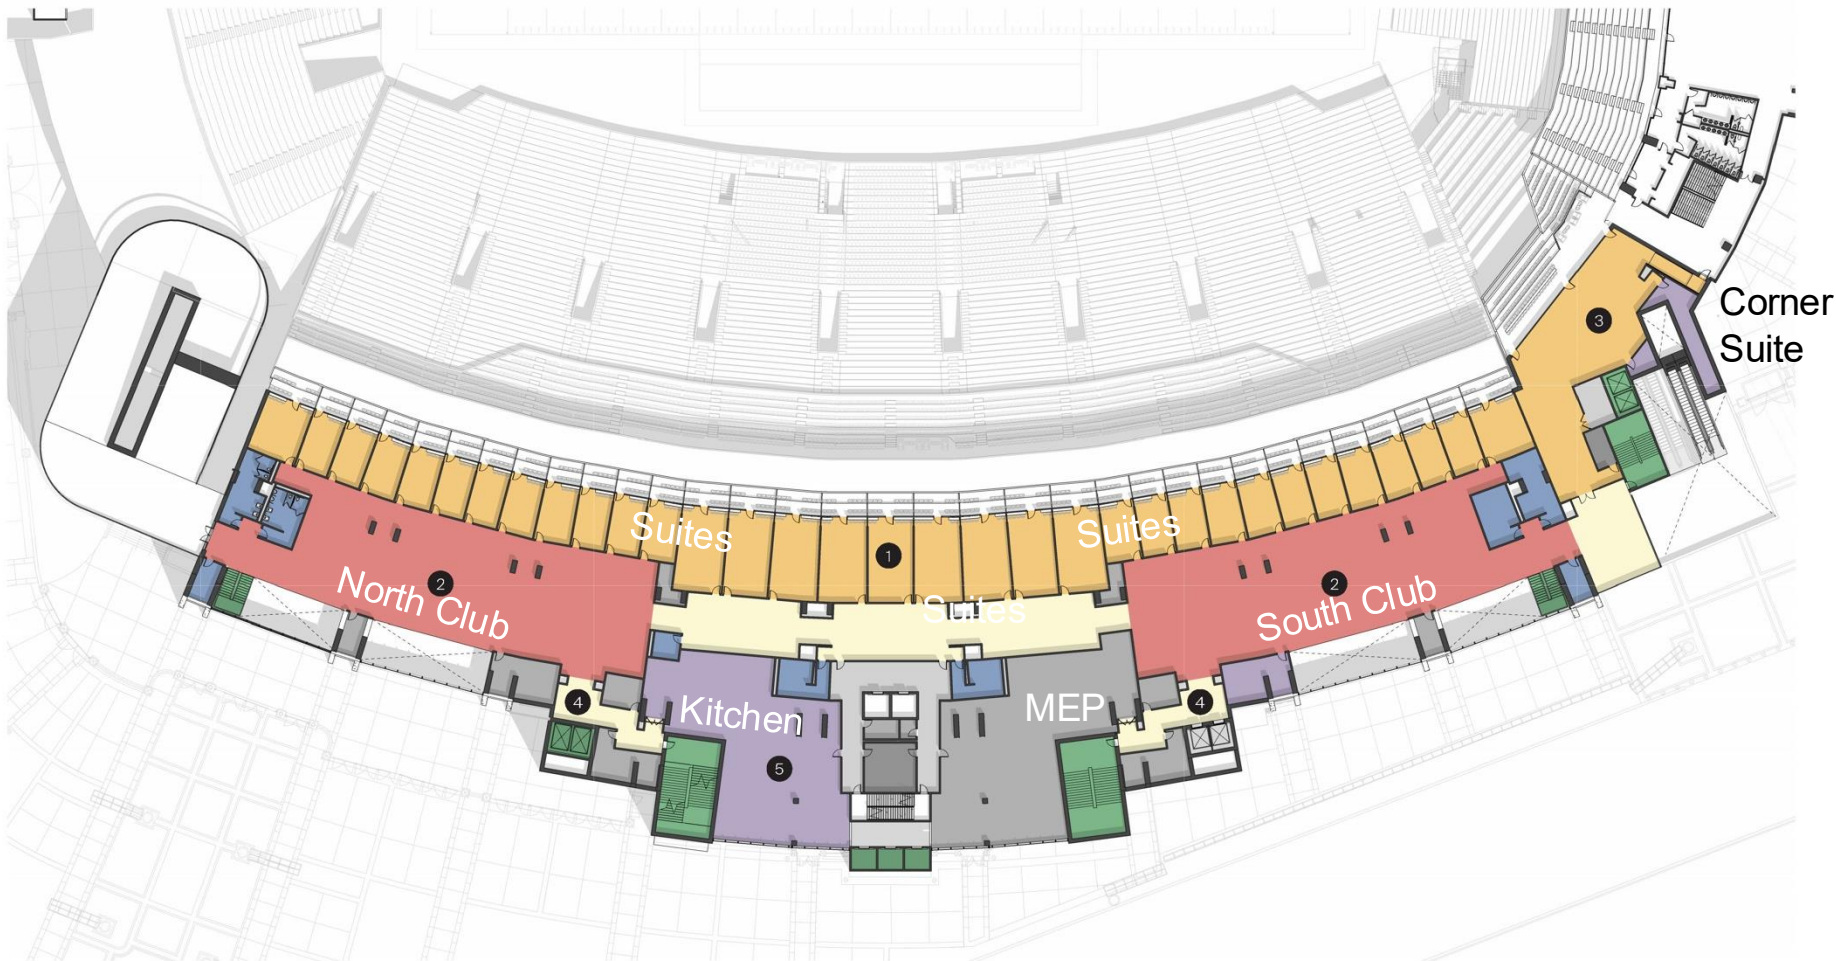 Corner
Suite
3
Suites
Suites
1
2
North Club
Suites
2
South Club
4
Kitchen
MEP
4
5